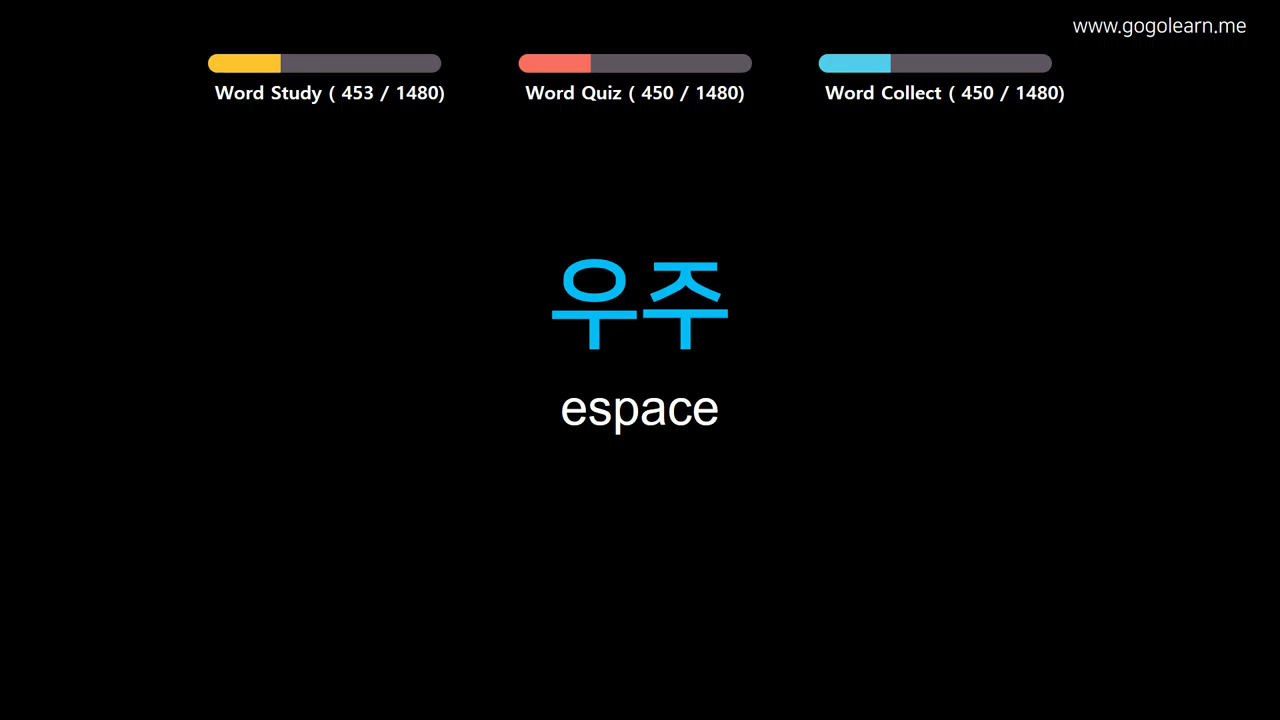 www.gogolearn.me
Word Study ( 453 / 1480)
Word Quiz ( 450 / 1480)
Word Collect ( 450 / 1480)
우주
espace